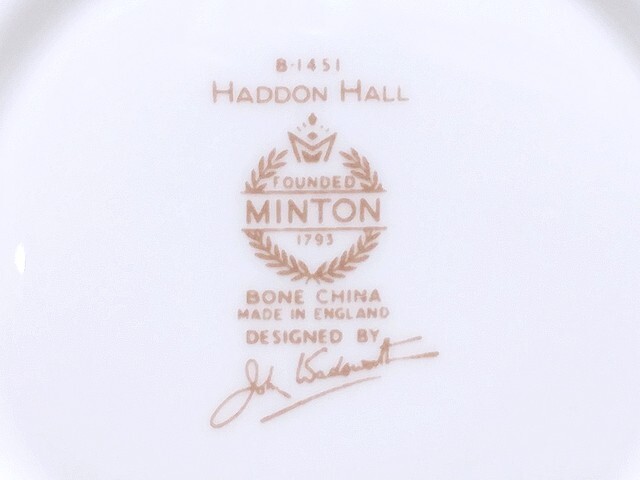 B-1451
HADDON HALL
FOUNDED
MINTON
1793
BONE CHINA
MADE IN ENGLAND
DESIGNED BY
John Wadsworth